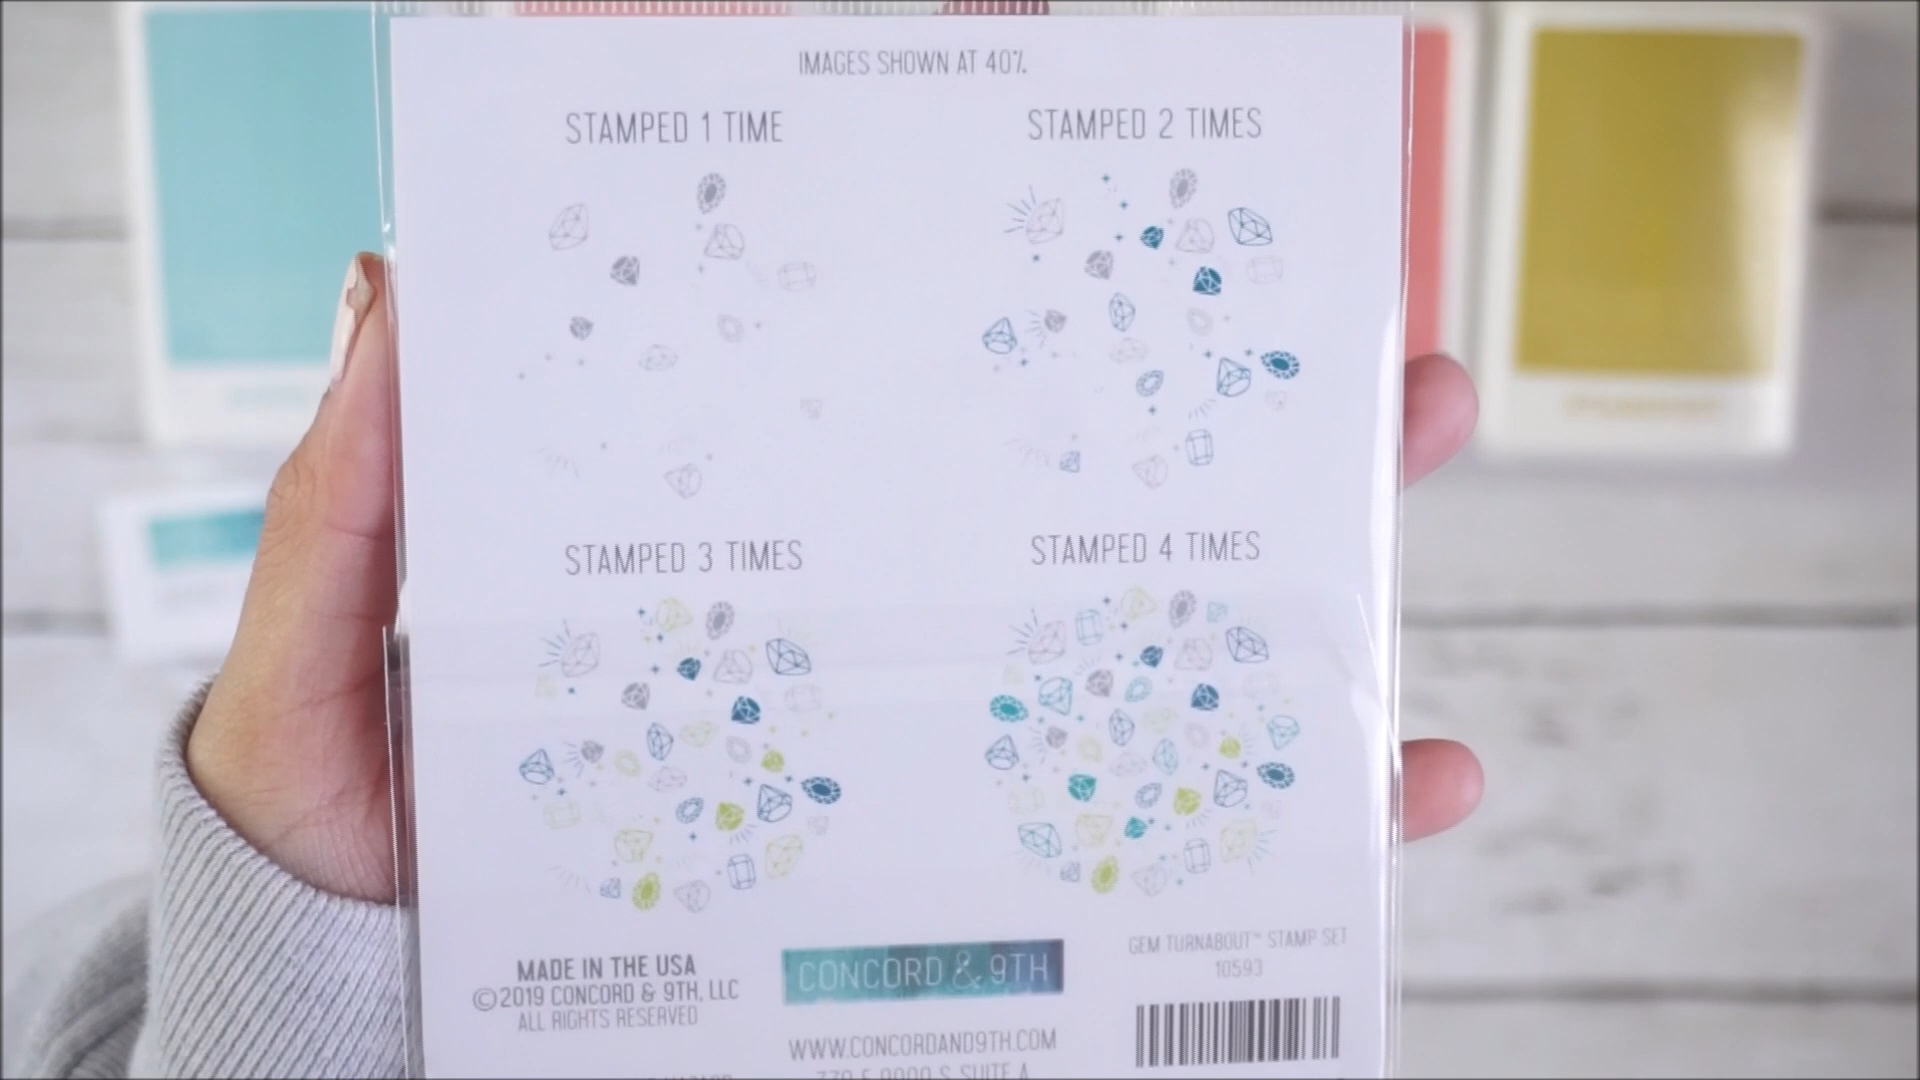 IMAGES SHOWN AT 40%
STAMPED 1 TIME
STAMPED 2 TIMES
STAMPED 3 TIMES
STAMPED 4 TIMES
MADE IN THE USA
©2019 CONCORD & 9TH, LLC
ALL RIGHTS RESERVED
CONCORD & 9TH
WWW.CONCORDAND9TH.COM
SUITE A
GEM TURNABOUT™ STAMP SET
10593